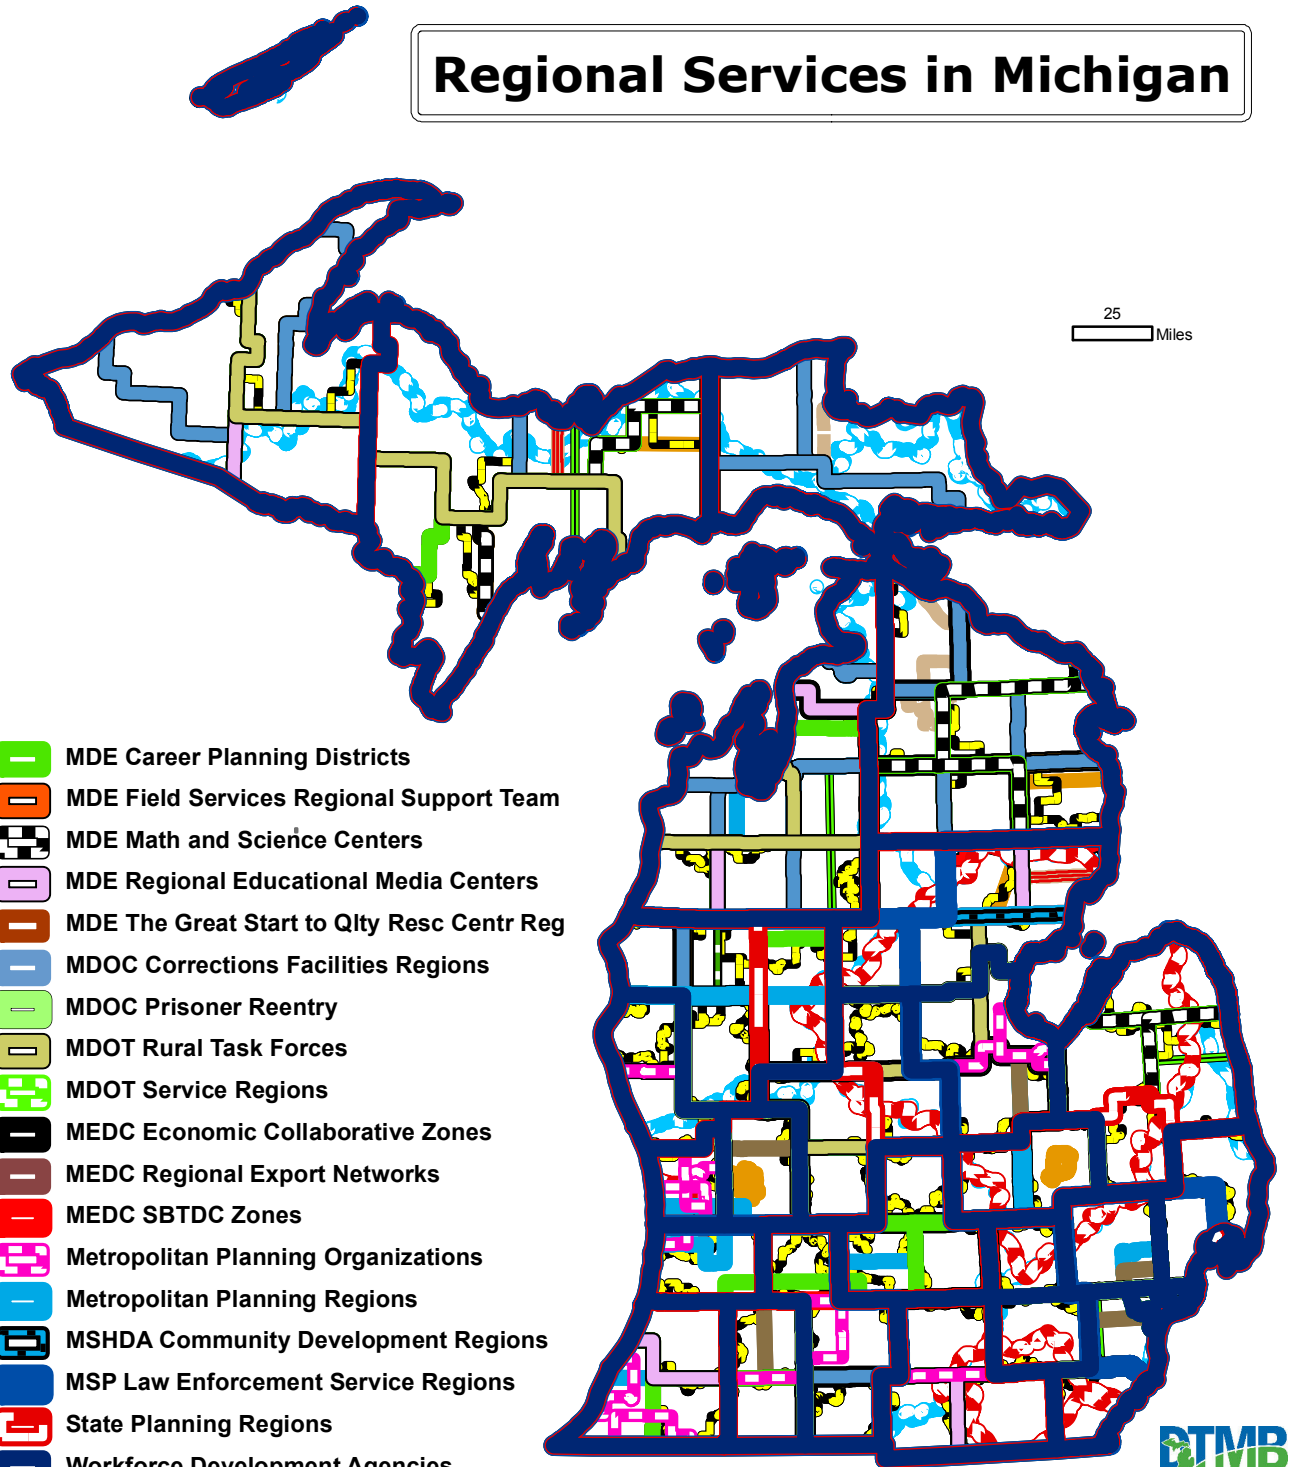 Regional Services in Michigan
25
Miles
MDE Career Planning Districts
MDE Field Services Regional Support Team
MDE Math and Science Centers
MDE Regional Educational Media Centers
MDE The Great Start to Qlty Resc Centr Reg
MDOC Corrections Facilities Regions
MDOC Prisoner Reentry
MDOT Rural Task Forces
MDOT Service Regions
MEDC Economic Collaborative Zones
MEDC Regional Export Networks
MEDC SBTDC Zones
Metropolitan Planning Organizations
Metropolitan Planning Regions
MSHDA Community Development Regions
MSP Law Enforcement Service Regions
State Planning Regions
Workforce Development Agencies
DTMB